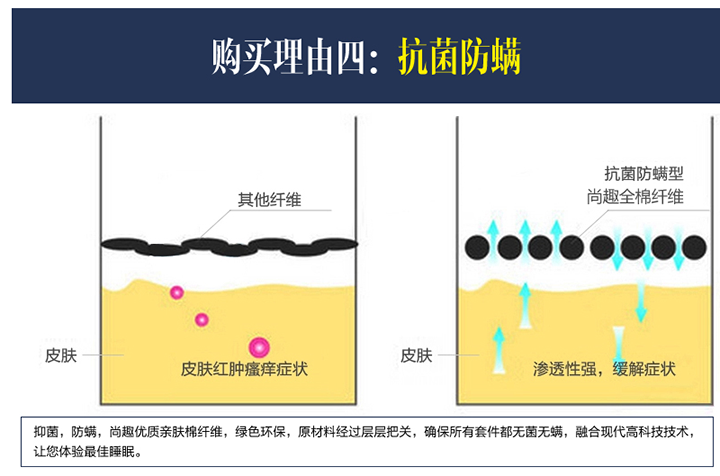 购买理由四：抗菌防螨
其他纤维
抗菌防螨型
尚趣全棉纤维
皮肤
皮肤红肿瘙痒症状
皮肤
渗透性强，缓解症状
抑菌，防螨，尚趣优质亲肤棉纤维，绿色环保，原材料经过层层把关，确保所有套件都无菌无螨，融合现代高科技技术，
让您体验最佳睡眠。